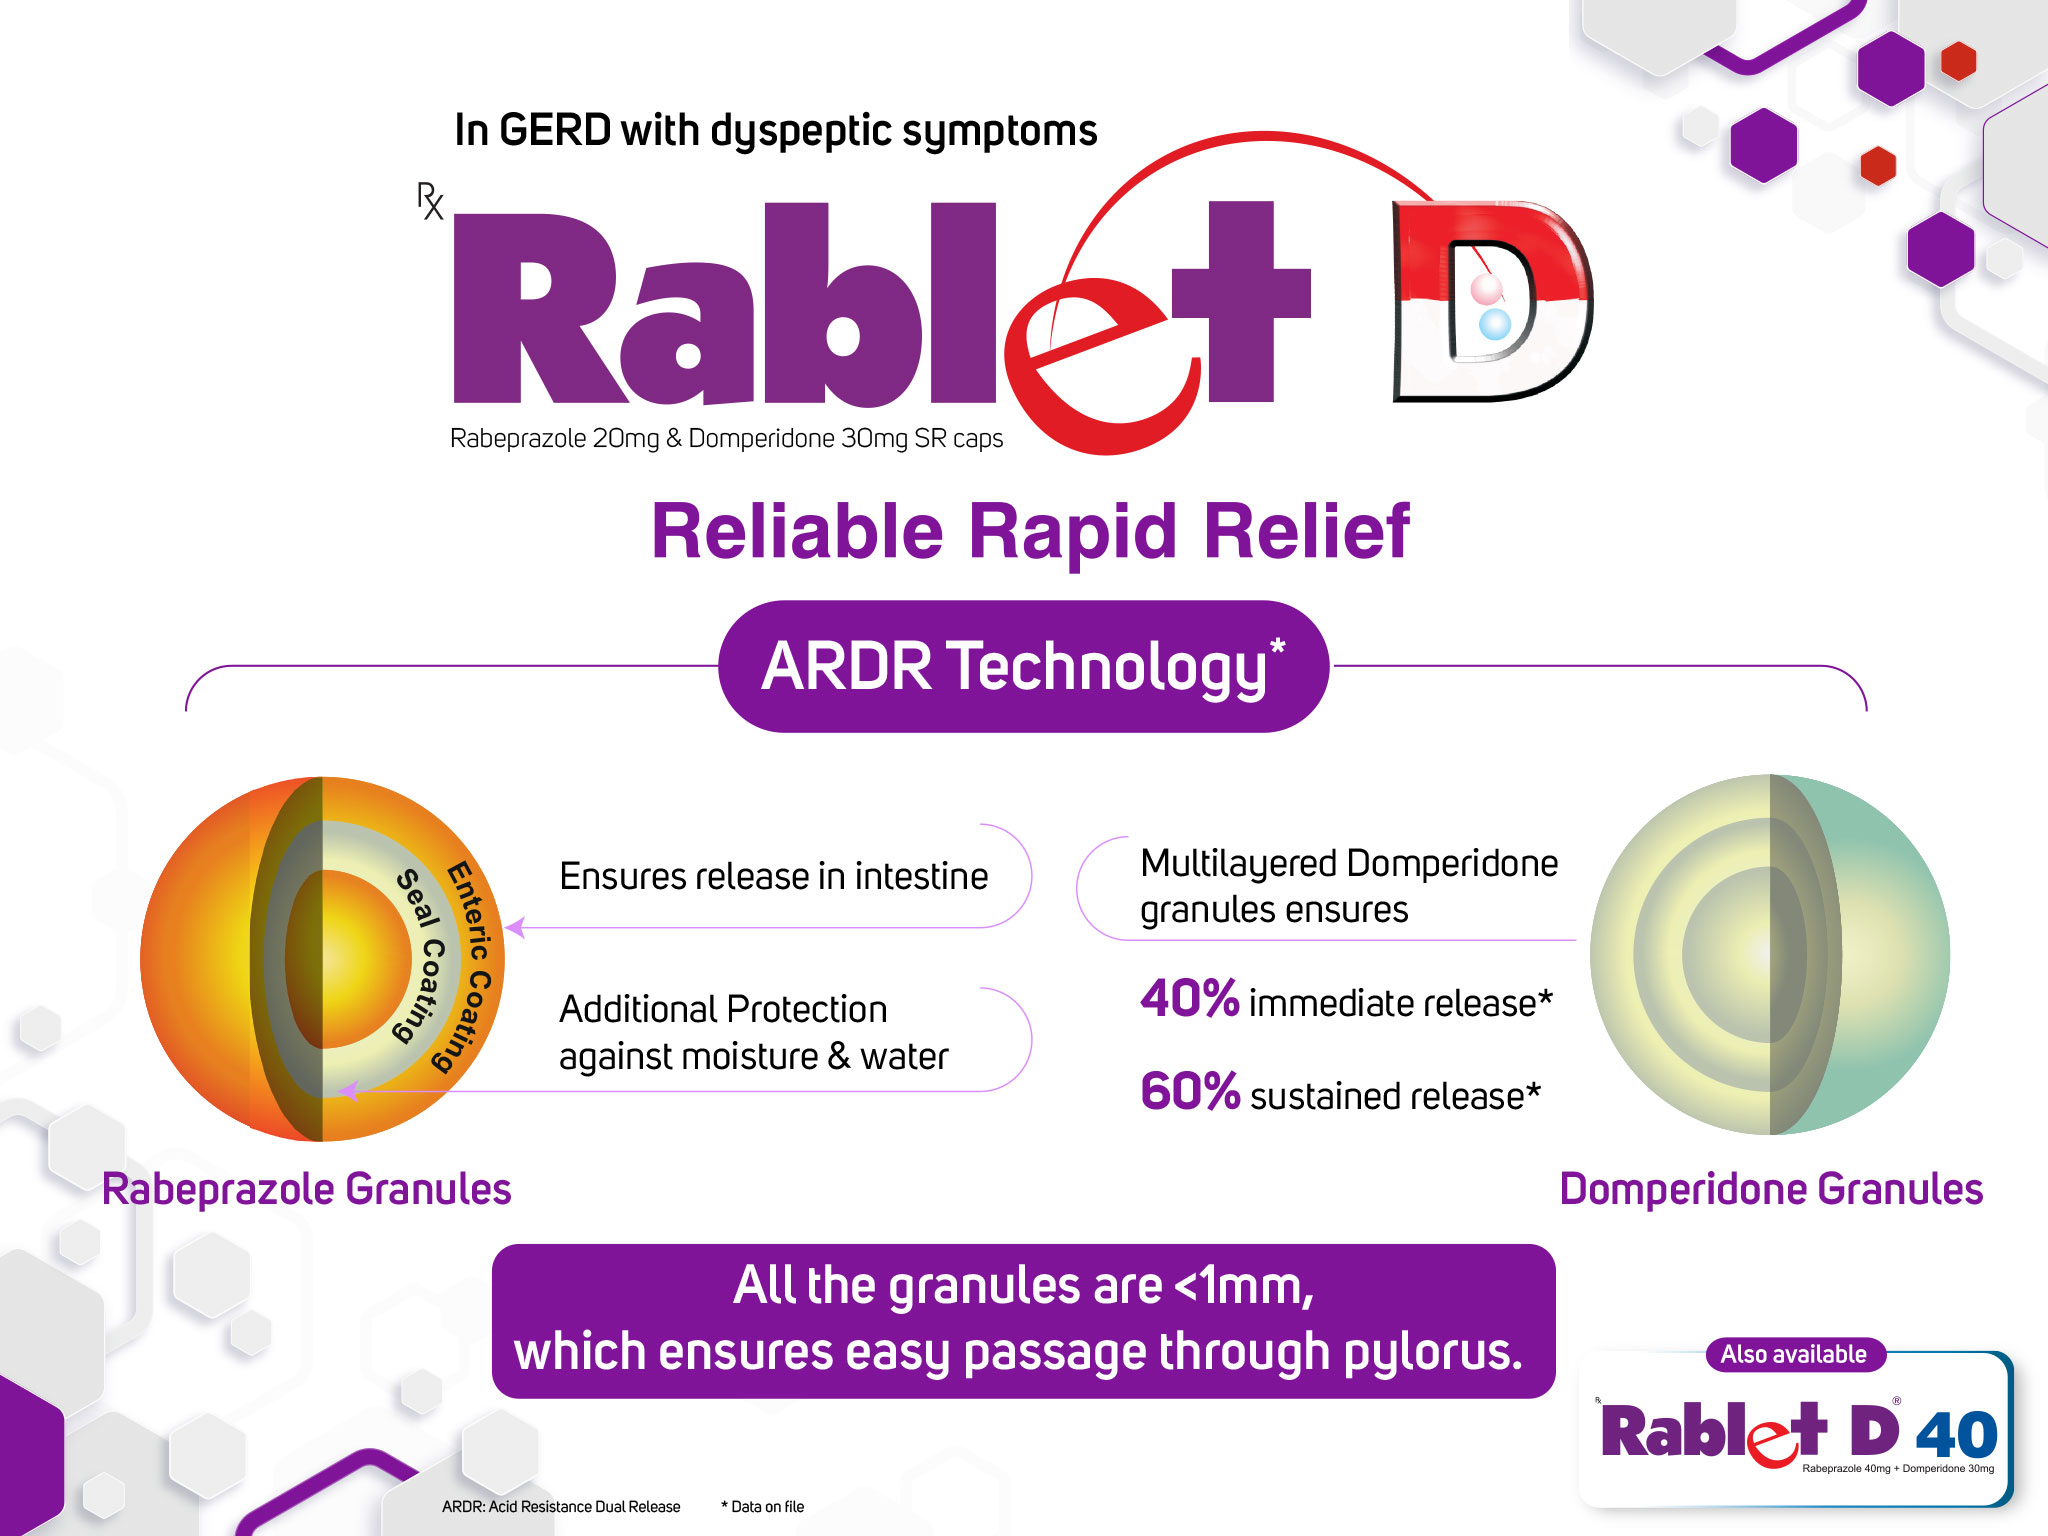 In GERD with dyspeptic symptoms
Rx
Rablet D
Rabeprazole 20mg & Domperidone 30mg SR caps
Reliable Rapid Relief
ARDR Technology*
Enteric Coating
Seal Coating
Ensures release in intestine
Additional Protection
against moisture & water
Rabeprazole Granules
Multilayered Domperidone
granules ensures
40% immediate release*
60% sustained release*
Domperidone Granules
All the granules are <1mm,
which ensures easy passage through pylorus.
Also available
Rx
Rablet D® 40
Rabeprazole 40mg + Domperidone 30mg
ARDR: Acid Resistance Dual Release
* Data on file